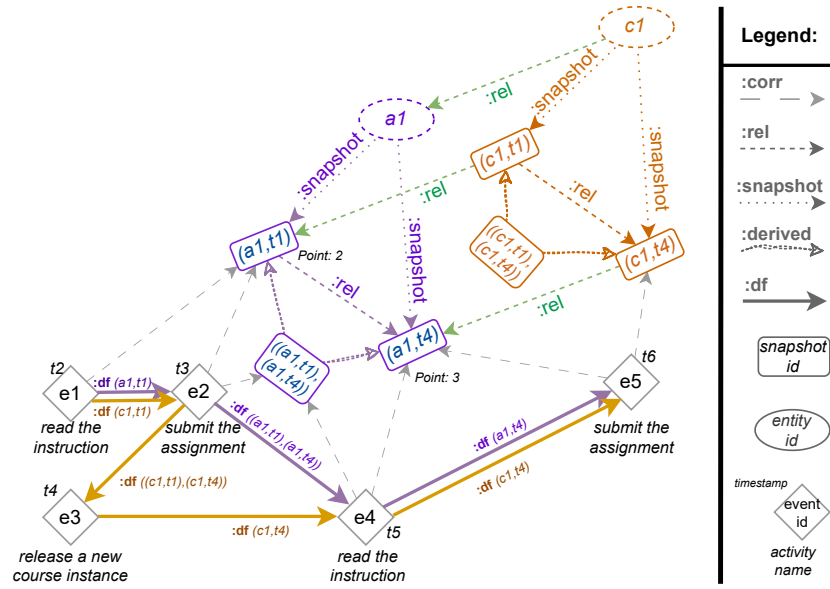 c1
Legend:
:rel
:snapshot
:corr
a1
:rel
:snapshot
(c1,t1)
:snapshot
:rel
:rel
:snapshot
:snapshot
:derived
(a1,t1)
Point: 2
((c1,t1),
(c1,t4))
(c1,t4)
:df
:rel
:rel
(a1,t4)
Point: 3
((a1,t1),
(a1,t4))
snapshot
id
t2
t3
t6
e1
:df (a1,t1)
:df (c1,t1)
e2
e5
read the
instruction
submit the
assignment
submit the
assignment
:df ((a1,t1),(a1,t4))
:df (a1,t4)
:df (c1,t4)
entity
id
:df ((c1,t1),(c1,t4))
t4
e3
:df (c1,t4)
e4
t5
timestamp
event
id
release a new
course instance
read the
instruction
activity
name